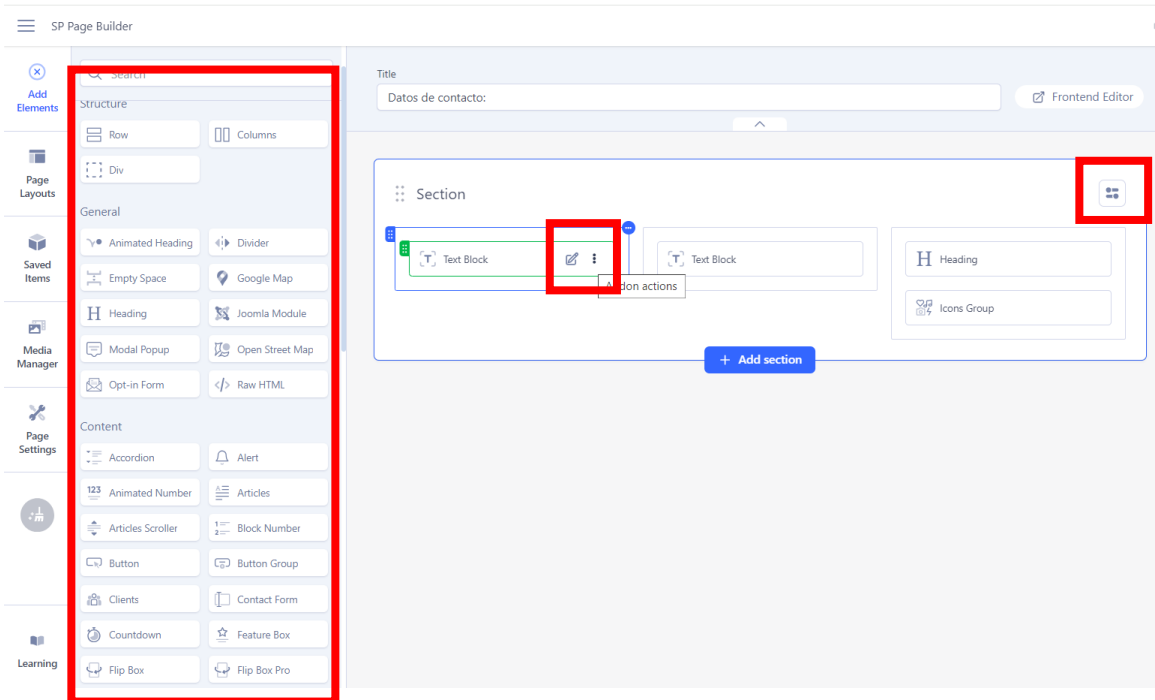 SP Page Builder
Add
Elements
Page
Layouts
Saved
Items
Media
Manager
Page
Settings
Learning
Search
Structure
Row
Columns
Div
General
Animated Heading
Divider
Empty Space
Google Map
Heading
Joomla Module
Modal Popup
Open Street Map
Opt-in Form
Raw HTML
Content
Accordion
Alert
123 Animated Number
Articles
Articles Scroller
Block Number
Button
Button Group
Clients
Contact Form
Countdown
Feature Box
Flip Box
Flip Box Pro
Title
Datos de contacto:
Frontend Editor
Section
Text Block
Text Block
Heading
Icons Group
actions
+ Add section